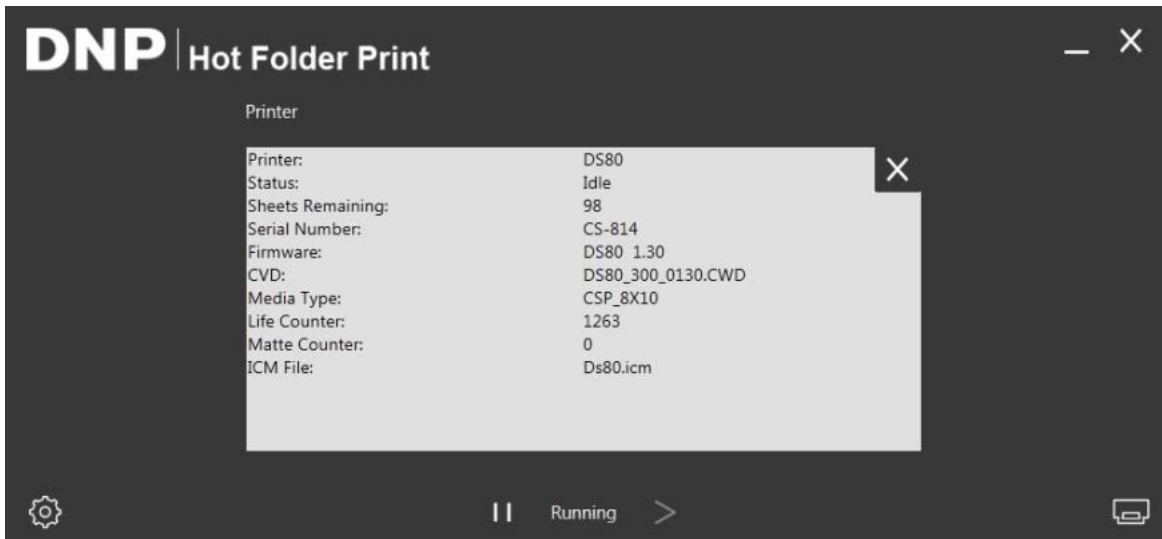 DNP Hot Folder Print
Printer
Printer: DS80
Status: Idle
Sheets Remaining: 98
Serial Number: CS-814
Firmware: DS80 1.30
CVD: DS80_300_0130.CWD
Media Type: CSP_8X10
Life Counter: 1263
Matte Counter: 0
ICM File: Ds80.icm
Running